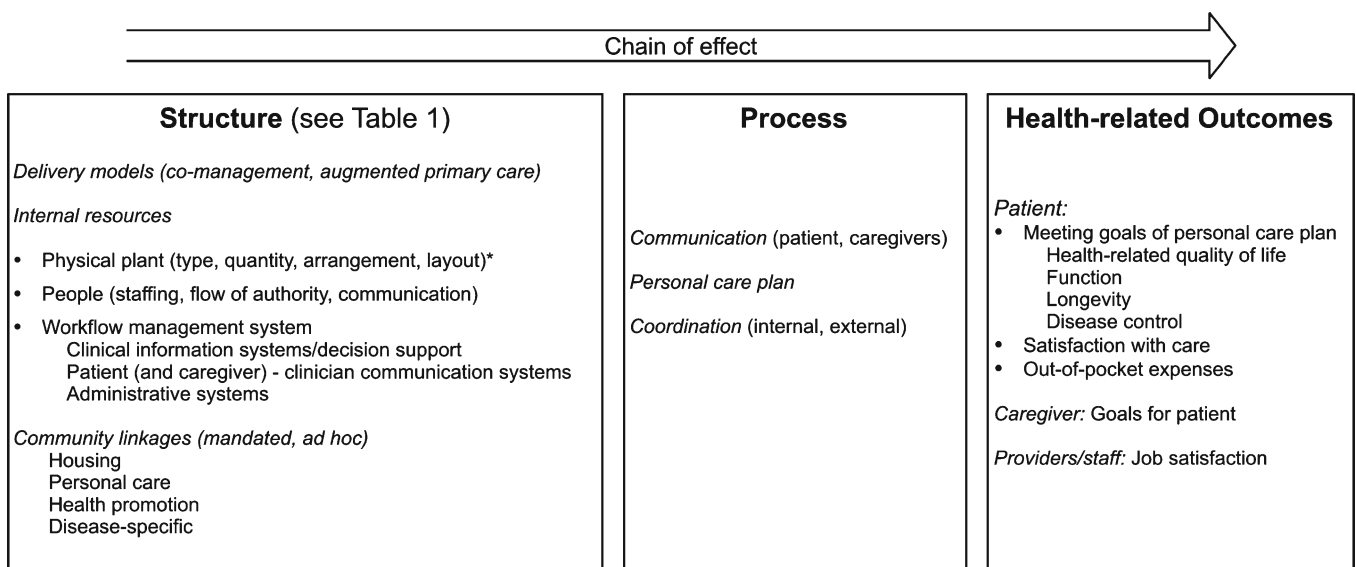 Chain of effect
Structure (see Table 1)
Delivery models (co-management, augmented primary care)
Internal resources
• Physical plant (type, quantity, arrangement, layout)*
• People (staffing, flow of authority, communication)
• Workflow management system
Clinical information systems/decision support
Patient (and caregiver) - clinician communication systems
Administrative systems
Community linkages (mandated, ad hoc)
Housing
Personal care
Health promotion
Disease-specific
Process
Communication (patient, caregivers)
Personal care plan
Coordination (internal, external)
Health-related Outcomes
Patient:
• Meeting goals of personal care plan
Health-related quality of life
Function
Longevity
Disease control
• Satisfaction with care
• Out-of-pocket expenses
Caregiver: Goals for patient
Providers/staff: Job satisfaction